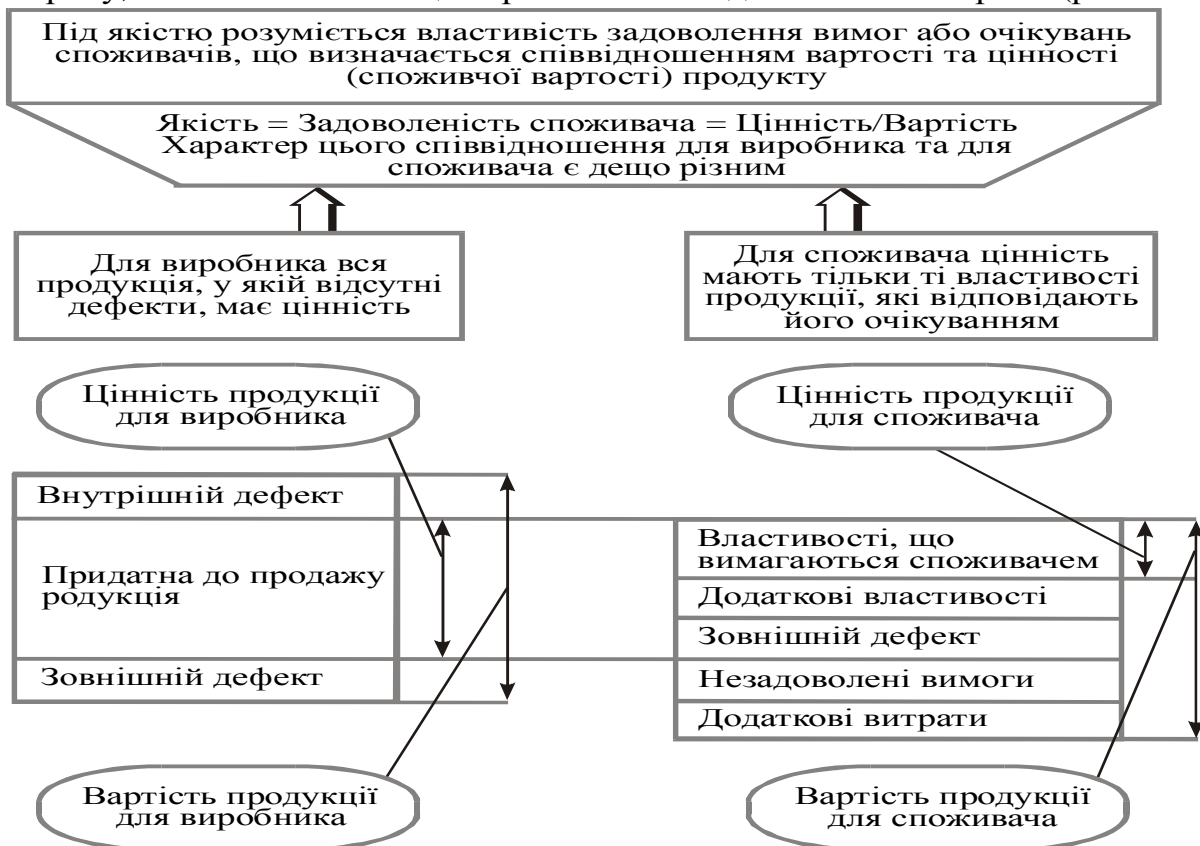 Під якістю розуміється властивість задоволення вимог або очікувань
споживачів, що визначається співвідношенням вартості та цінності
(споживчої вартості) продукту
Якість = Задоволеність споживача = Цінність/Вартість
Характер цього співвідношення для виробника та для
споживача є дещо різним
Для виробника вся
продукція, у якій відсутні
дефекти, має цінність
Для споживача цінність
мають тільки ті властивості
продукції, які відповідають
його очікуванням
Цінність продукції
для виробника
Цінність продукції
для споживача
Внутрішній дефект
Придатна до продажу
родукція
Зовнішній дефект
Властивості, що
вимагаються споживачем
Додаткові властивості
Зовнішній дефект
Незадоволені вимоги
Додаткові витрати
Вартість продукції
для виробника
Вартість продукції
для споживача